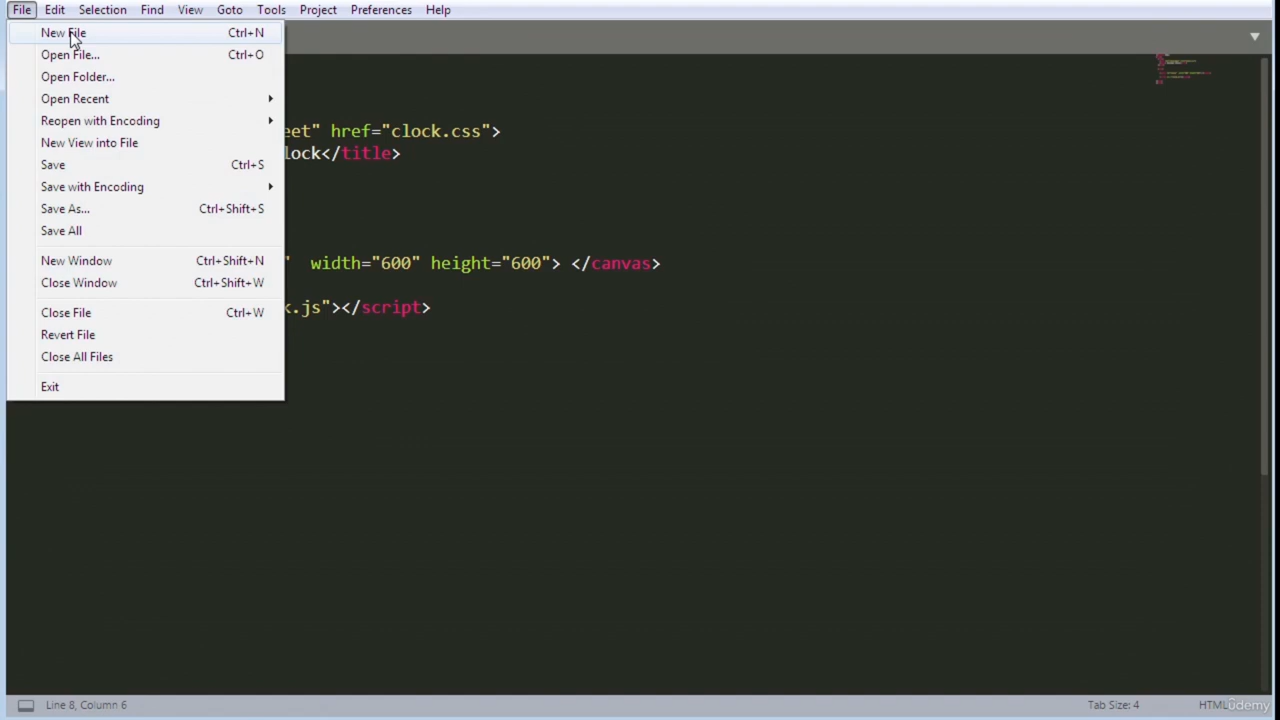 File Edit Selection Find View Goto Tools Project Preferences Help
New File Ctrl+N
Open File... Ctrl+O
Open Folder...
Open Recent
Reopen with Encoding
eet" href="clock.css">
New View into File
lock</title>
Save Ctrl+S
Save with Encoding
Save As... Ctrl+Shift+S
Save All
New Window Ctrl+Shift+N
" width="600" height="600"> </canvas>
Close Window Ctrl+Shift+W
Close File Ctrl+W
k.js"></script>
Revert File
Close All Files
Exit
Line 8, Column 6 Tab Size: 4 HTML
Udemy